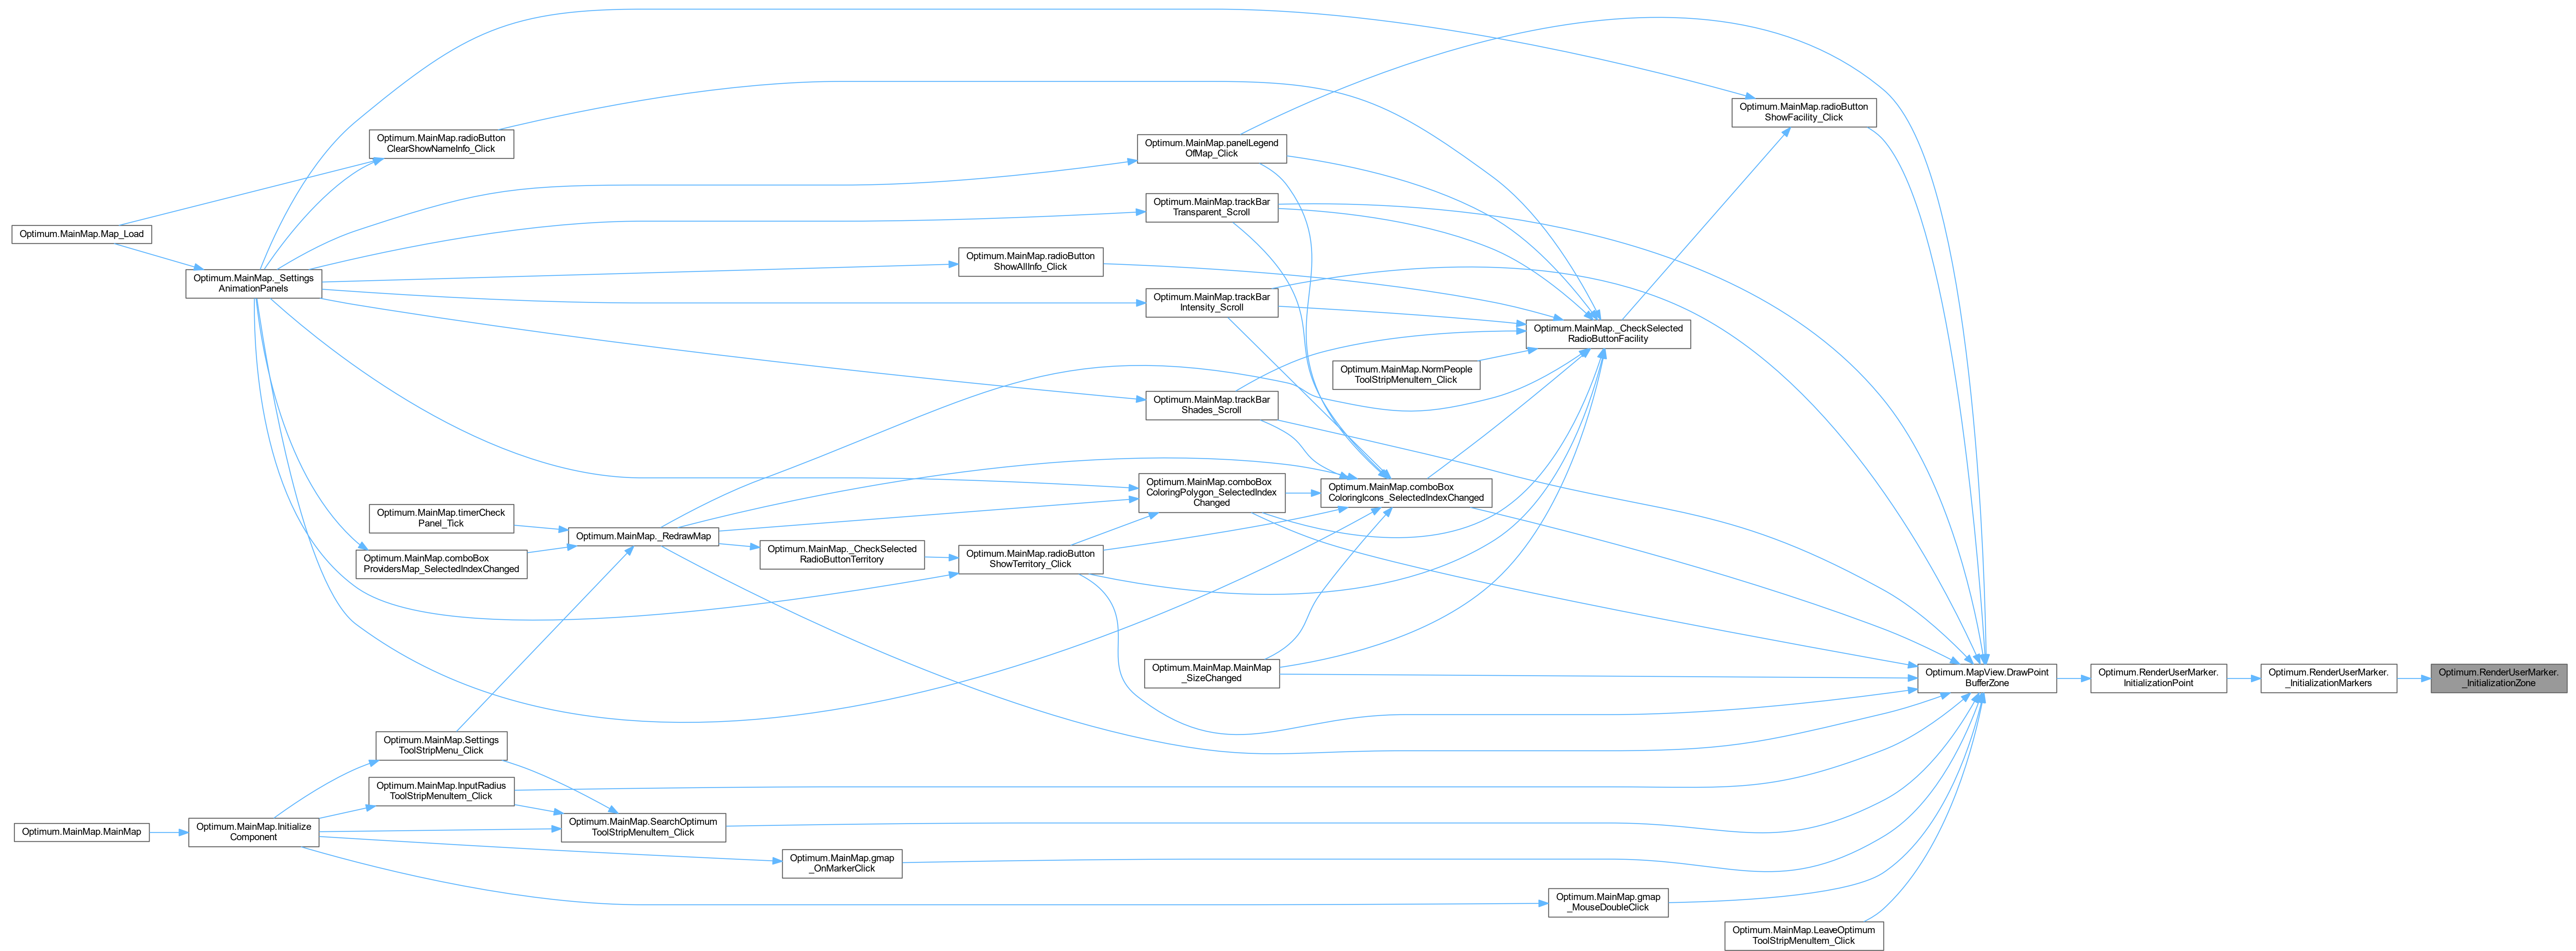 Optimum.MainMap.radioButton
ShowFacility_Click
Optimum.MainMap.radioButton
ClearShowNameInfo_Click
Optimum.MainMap.panelLegend
OfMap_Click
Optimum.MainMap.trackBar
Transparent_Scroll
Optimum.MainMap.Map_Load
Optimum.MainMap.radioButton
ShowAllInfo_Click
Optimum.MainMap._Settings
AnimationPanels
Optimum.MainMap.trackBar
Intensity_Scroll
Optimum.MainMap._CheckSelected
RadioButtonFacility
Optimum.MainMap.NormPeople
ToolStripMenuItem_Click
Optimum.MainMap.trackBar
Shades_Scroll
Optimum.MainMap.comboBox
ColoringPolygon_SelectedIndex
Changed
Optimum.MainMap.comboBox
ColoringIcons_SelectedIndexChanged
Optimum.MainMap.timerCheck
Panel_Tick
Optimum.MainMap._RedrawMap
Optimum.MainMap._CheckSelected
RadioButtonTerritory
Optimum.MainMap.radioButton
ShowTerritory_Click
Optimum.MainMap.comboBox
ProvidersMap_SelectedIndexChanged
Optimum.MainMap.MainMap
_SizeChanged
Optimum.MapView.DrawPoint
BufferZone
Optimum.RenderUserMarker.
InitializationPoint
Optimum.RenderUserMarker.
_InitializationMarkers
Optimum.RenderUserMarker.
_InitializationZone
Optimum.MainMap.Settings
ToolStripMenu_Click
Optimum.MainMap.InputRadius
ToolStripMenuItem_Click
Optimum.MainMap.MainMap
Optimum.MainMap.Initialize
Component
Optimum.MainMap.SearchOptimum
ToolStripMenuItem_Click
Optimum.MainMap.gmap
_OnMarkerClick
Optimum.MainMap.gmap
_MouseDoubleClick
Optimum.MainMap.LeaveOptimum
ToolStripMenuItem_Click